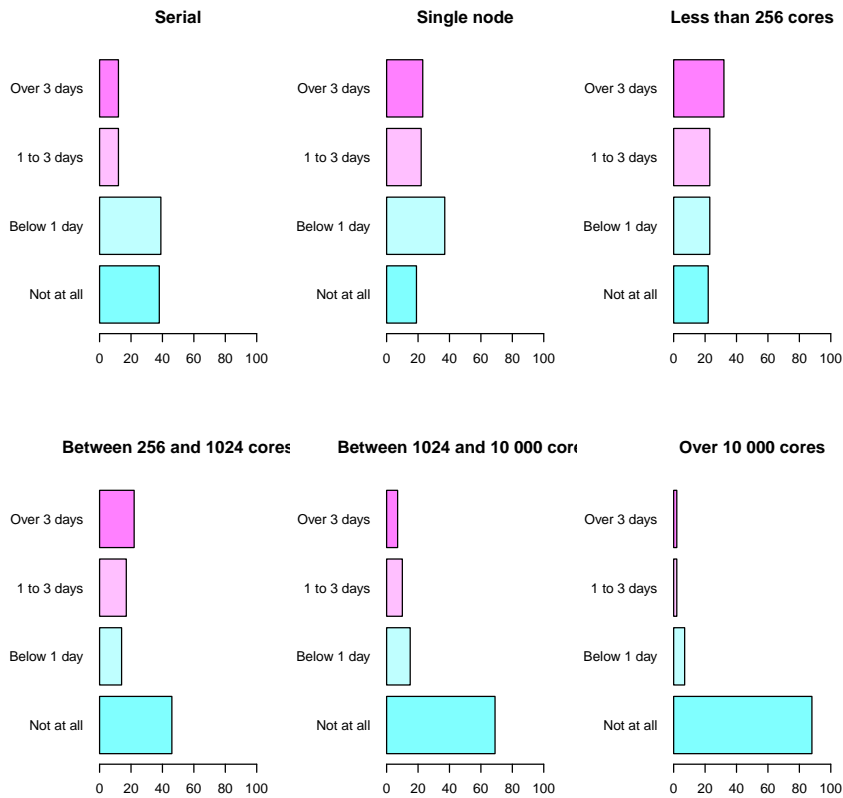 Serial
Over 3 days
1 to 3 days
Below 1 day
Not at all
0 20 40 60 80 100
Single node
Over 3 days
1 to 3 days
Below 1 day
Not at all
0 20 40 60 80 100
Less than 256 cores
Over 3 days
1 to 3 days
Below 1 day
Not at all
0 20 40 60 80 100
Between 256 and 1024 cores
Over 3 days
1 to 3 days
Below 1 day
Not at all
0 20 40 60 80 100
Between 1024 and 10 000 core
Over 3 days
1 to 3 days
Below 1 day
Not at all
0 20 40 60 80 100
Over 10 000 cores
Over 3 days
1 to 3 days
Below 1 day
Not at all
0 20 40 60 80 100